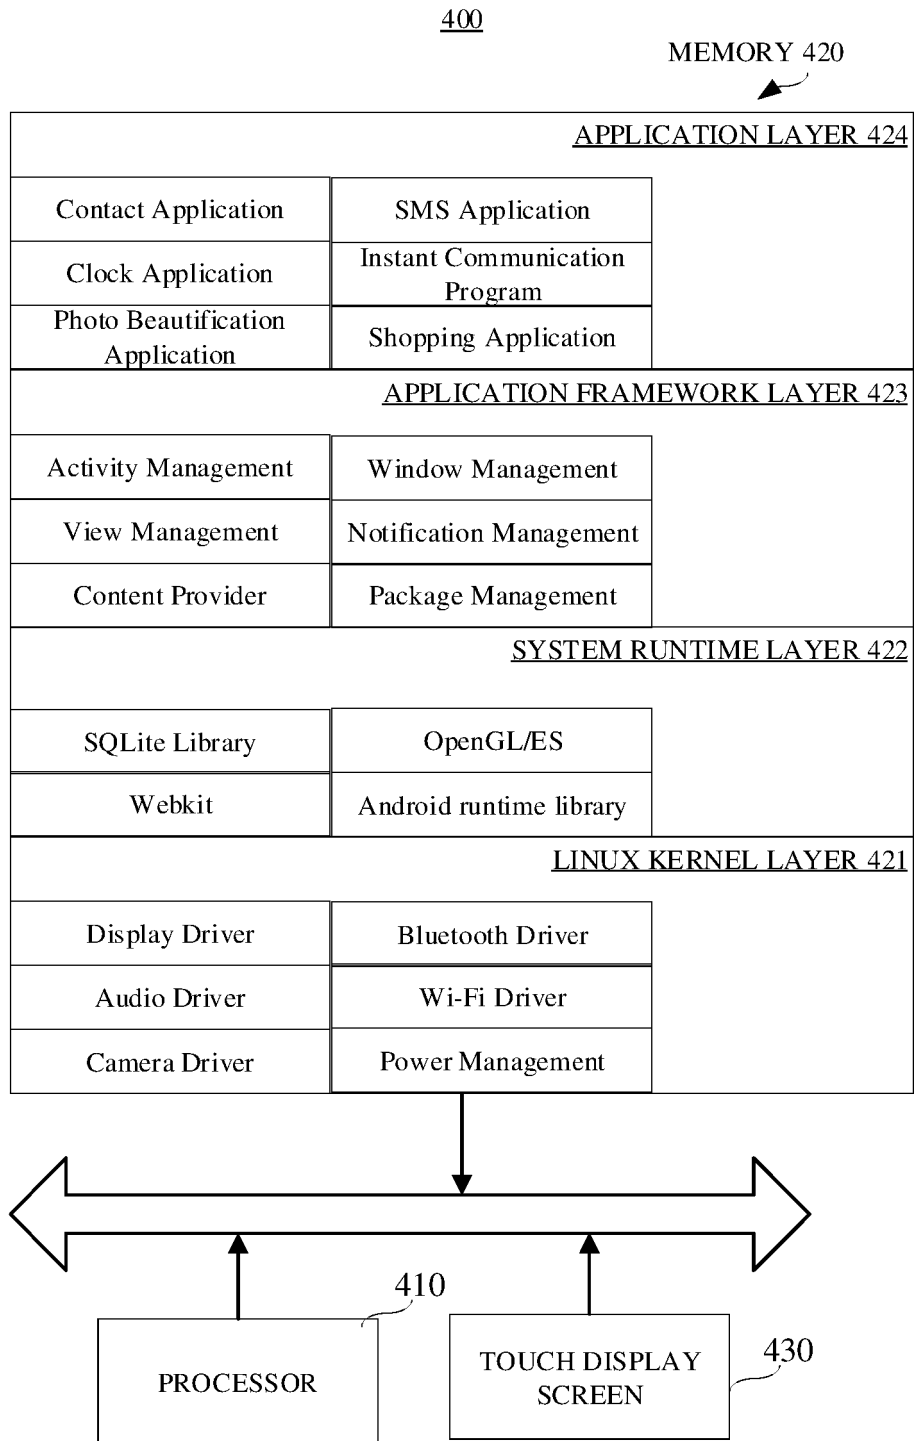 400
MEMORY 420
APPLICATION LAYER 424
Contact Application
SMS Application
Clock Application
Instant Communication
Program
Photo Beautification
Application
Shopping Application
APPLICATION FRAMEWORK LAYER 423
Activity Management
Window Management
View Management
Notification Management
Content Provider
Package Management
SYSTEM RUNTIME LAYER 422
SQLite Library
OpenGL/ES
Webkit
Android runtime library
LINUX KERNEL LAYER 421
Display Driver
Bluetooth Driver
Audio Driver
Wi-Fi Driver
Camera Driver
Power Management
410
PROCESSOR
TOUCH DISPLAY
SCREEN
430